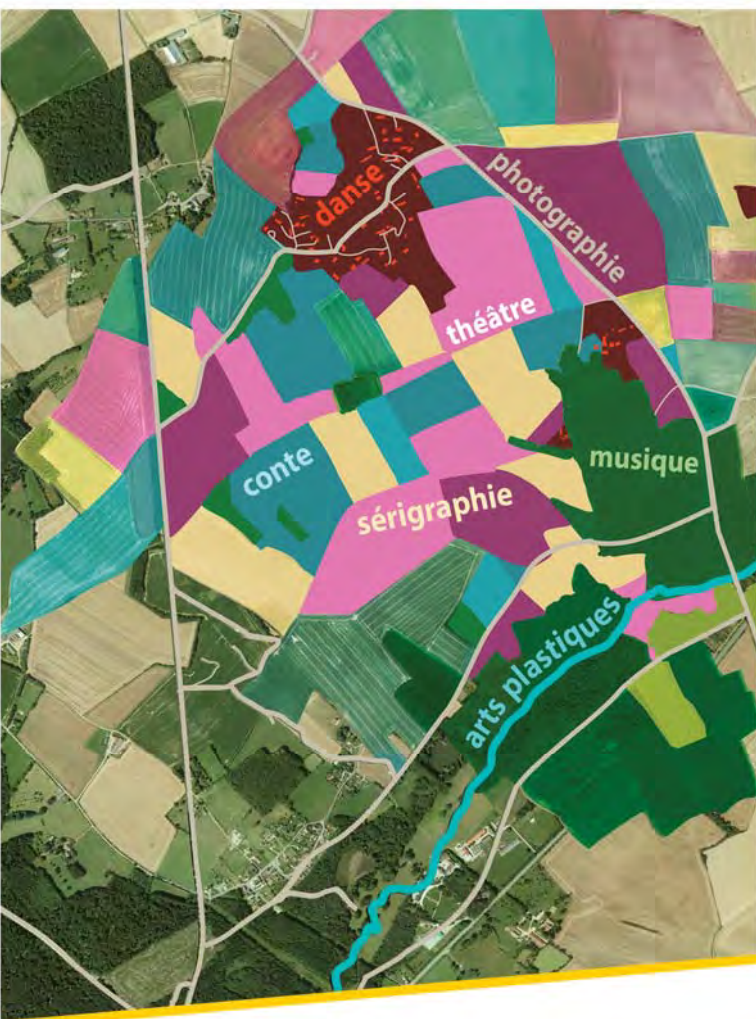 danse
photographie
théâtre
conte
musique
sérigraphie
arts plastiques